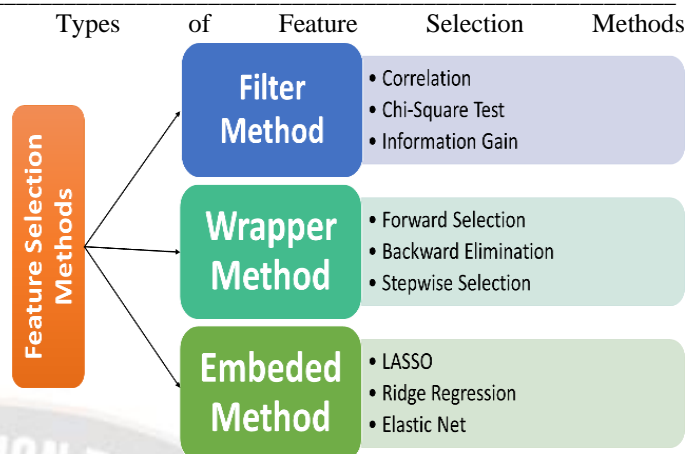 Types of Feature Selection Methods
Feature Selection
Methods
Filter
Method
• Correlation
• Chi-Square Test
• Information Gain
Wrapper
Method
• Forward Selection
• Backward Elimination
• Stepwise Selection
Embeded
Method
• LASSO
• Ridge Regression
• Elastic Net